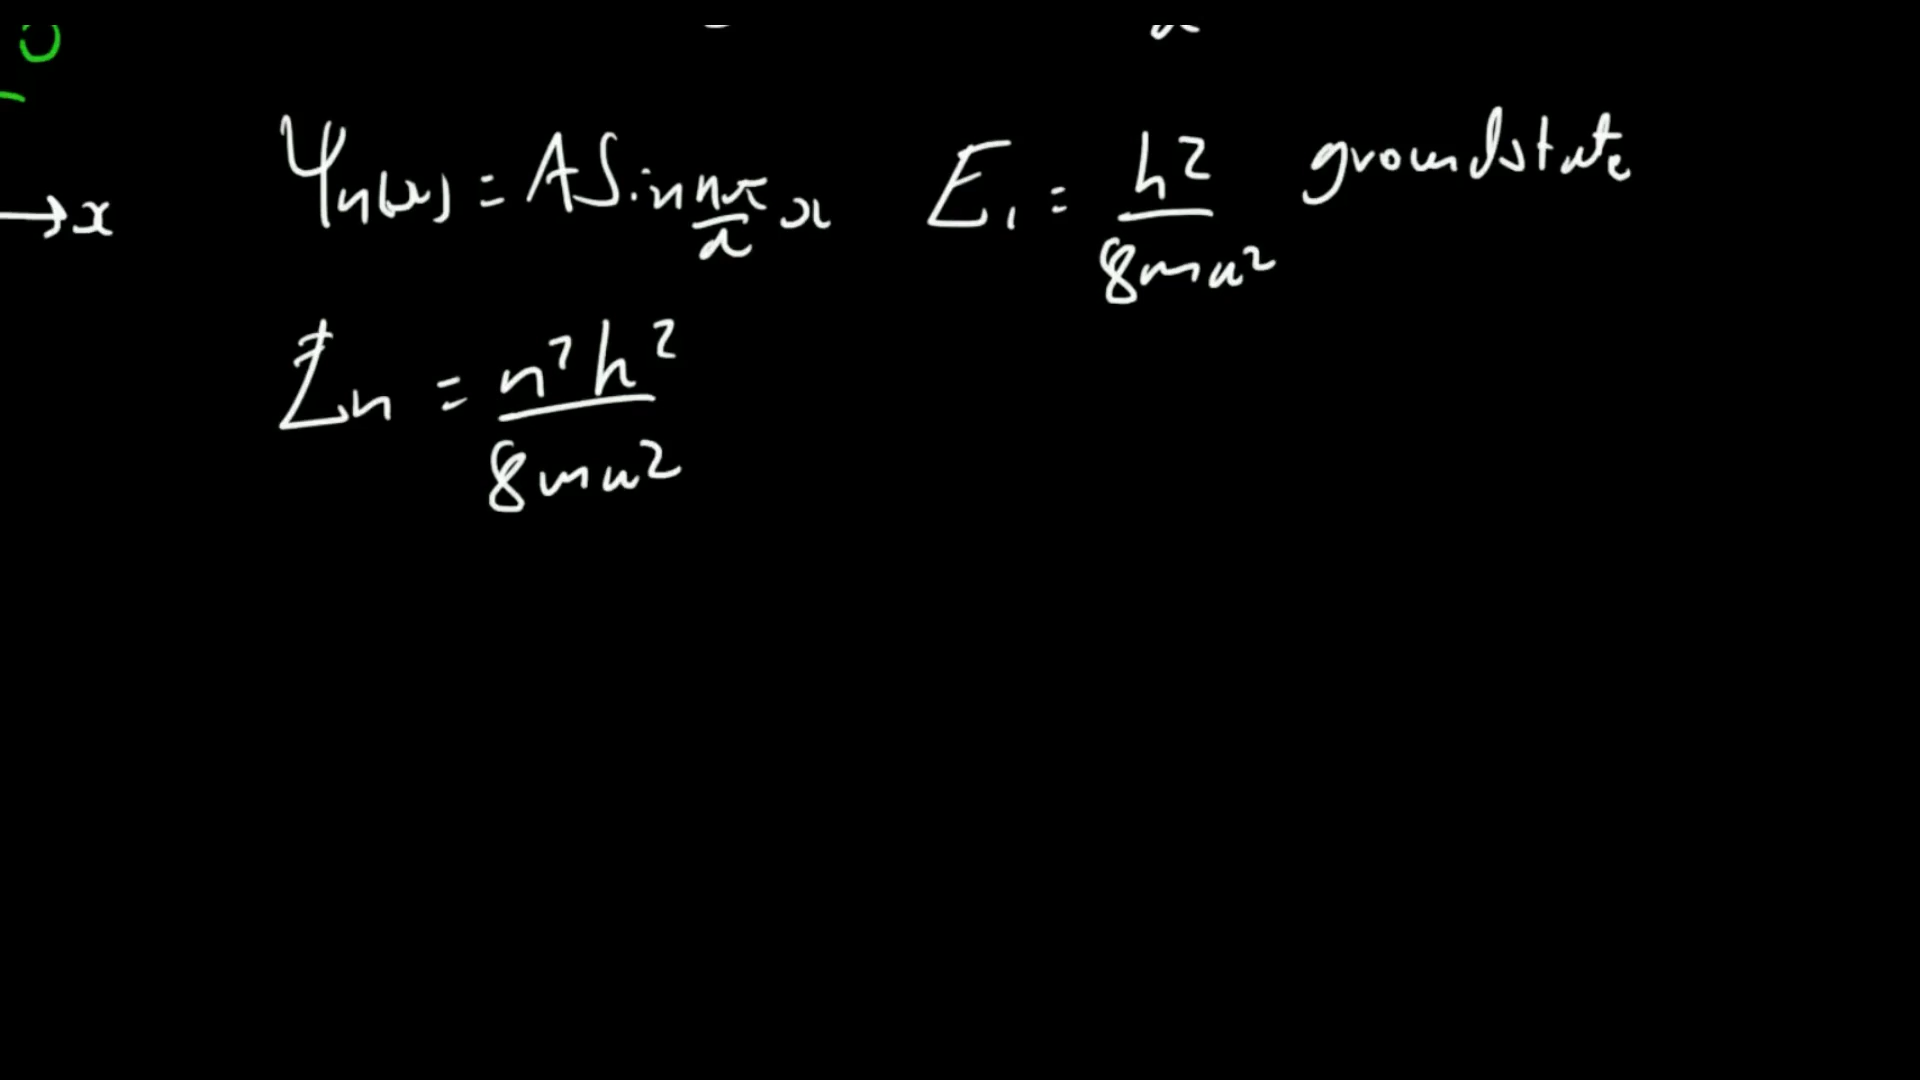 ψn(x) = A Sin nπ/a x E1 = h²/8ma² groundstate
→x
En = n²h²/8ma²